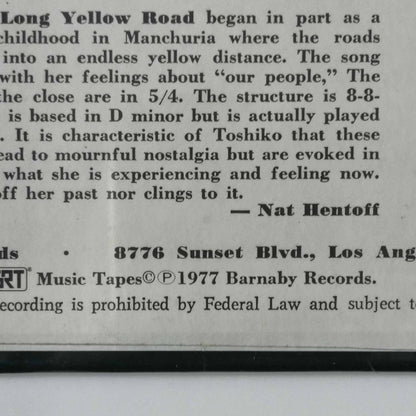 Long Yellow Road began in part as a
childhood in Manchuria where the roads
into an endless yellow distance. The song
with her feelings about "our people," The
the close are in 5/4. The structure is 8-8-
is based in D minor but is actually played
. It is characteristic of Toshiko that these
ead to mournful nostalgia but are evoked in
what she is experiencing and feeling now.
off her past nor clings to it.
— Nat Hentoff
ds • 8776 Sunset Blvd., Los Ang
GRT Music Tapes©℗1977 Barnaby Records.
ecording is prohibited by Federal Law and subject to